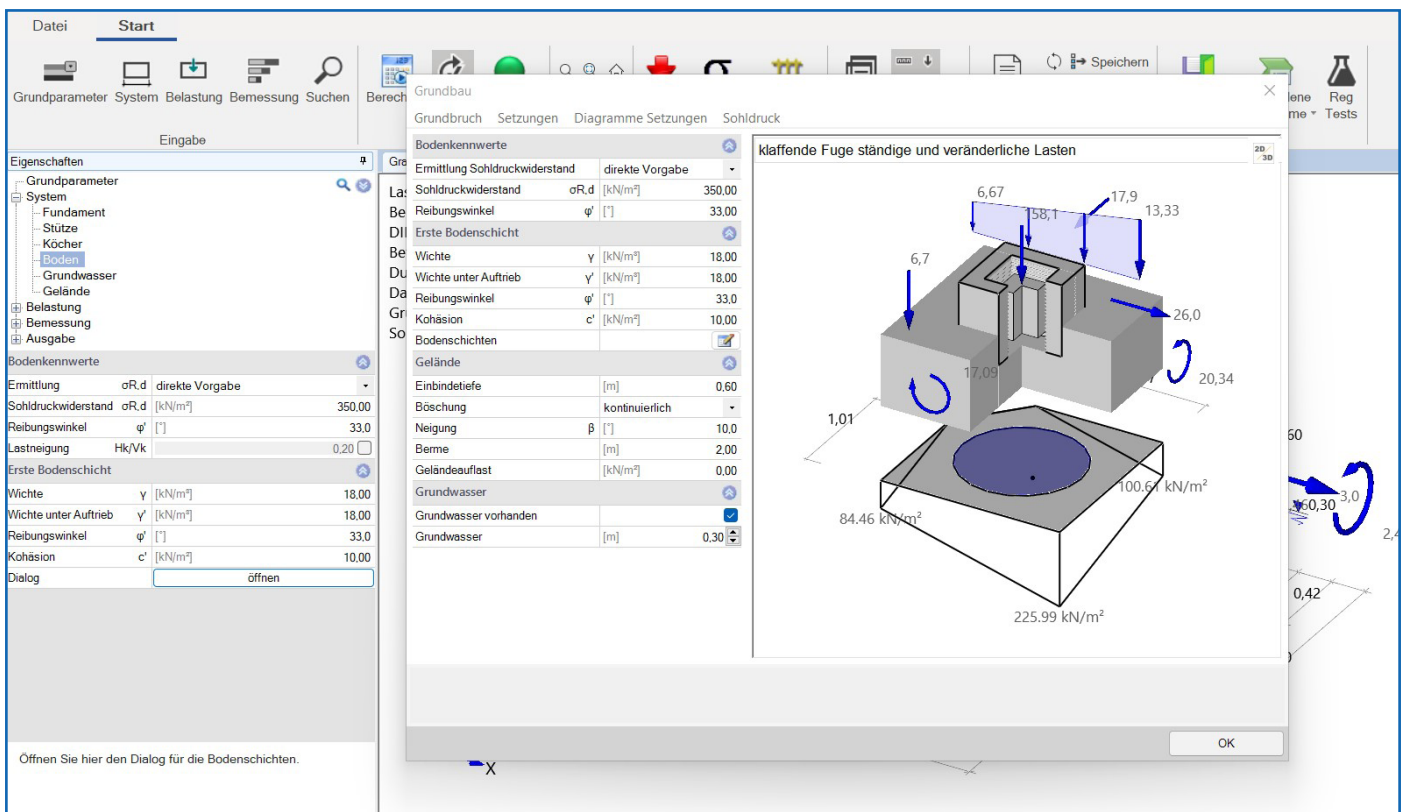 Datei Start
Speichern
Grundparameter System Belastung Bemessung Suchen
Reg
Tests
Eingabe
Eigenschaften
Grundparameter
System
Fundament
Stütze
Köcher
Boden
Grundwasser
Gelände
Belastung
Bemessung
Ausgabe
Bodenkennwerte
Ermittlung σR,d direkte Vorgabe
Sohldruckwiderstand σR,d [kN/m²] 350,00
Reibungswinkel φ' [°] 33,0
Lastneigung Hk/Vk 0,20
Erste Bodenschicht
Wichte γ [kN/m³] 18,00
Wichte unter Auftrieb γ' [kN/m³] 18,00
Reibungswinkel φ' [°] 33,0
Kohäsion c' [kN/m²] 10,00
Dialog öffnen
Öffnen Sie hier den Dialog für die Bodenschichten.
Grundbau
Grundbruch Setzungen Diagramme Setzungen Sohldruck
Bodenkennwerte
Ermittlung Sohldruckwiderstand direkte Vorgabe
Sohldruckwiderstand σR,d [kN/m²] 350,00
Reibungswinkel φ' [°] 33,00
Erste Bodenschicht
Wichte γ [kN/m³] 18,00
Wichte unter Auftrieb γ' [kN/m³] 18,00
Reibungswinkel φ' [°] 33,0
Kohäsion c' [kN/m²] 10,00
Bodenschichten
Gelände
Einbindetiefe [m] 0,60
Böschung kontinuierlich
Neigung β [°] 10,0
Berme [m] 2,00
Geländeauflast [kN/m²] 0,00
Grundwasser
Grundwasser vorhanden
Grundwasser [m] 0,30
klaffende Fuge ständige und veränderliche Lasten
2D/3D
6,67
17,9
158,1
13,33
6,7
26,0
17,09
20,34
1,01
100.61 kN/m²
84.46 kN/m²
225.99 kN/m²
OK
0,30
3,0
0,42
X